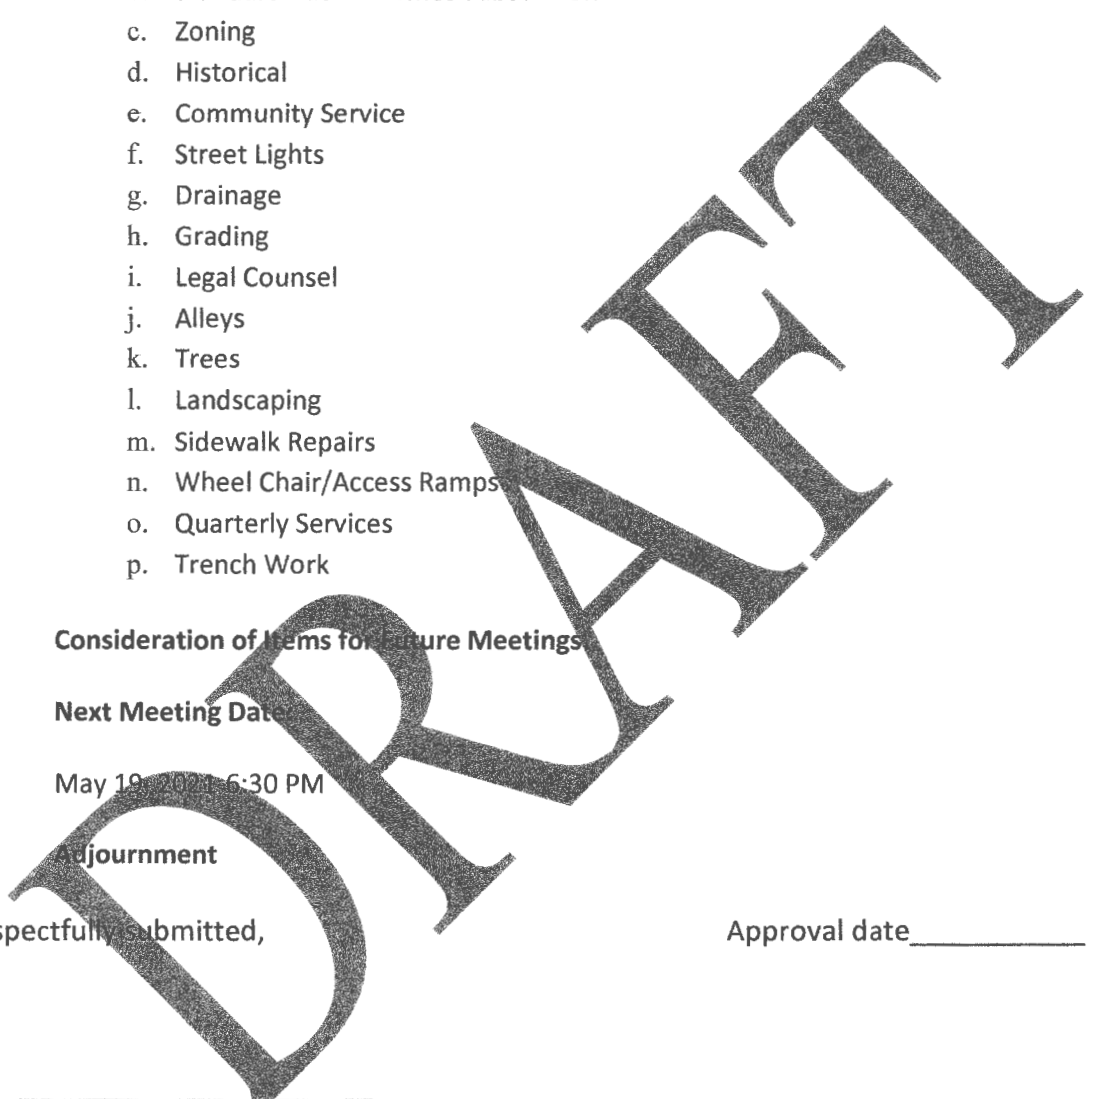 c. Zoning
d. Historical
e. Community Service
f. Street Lights
g. Drainage
h. Grading
i. Legal Counsel
j. Alleys
k. Trees
l. Landscaping
m. Sidewalk Repairs
n. Wheel Chair/Access Ramps
o. Quarterly Services
p. Trench Work
Consideration of Items for Future Meetings
Next Meeting Date:
May 19, 2021 6:30 PM
Adjournment
spectfully submitted, Approval date____________
DRAFT